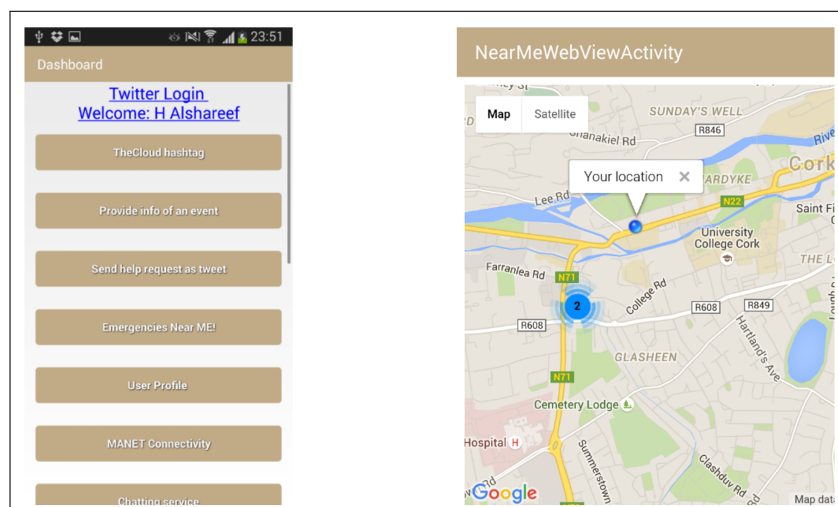 23:51
Dashboard
Twitter Login
Welcome: H Alshareef
TheCloud hashtag
Provide info of an event
Send help request as tweet
Emergencies Near ME!
User Profile
MANET Connectivity
Chatting service
NearMeWebViewActivity
Map Satellite
SUNDAY'S WELL
R846
Your location
Cork
Lee Rd
N22
Saint Fi
University
College Cork
THE L
Farranlea Rd
N71
College Rd
2
R608
R849
R608
Hartland's Ave
GLASHEEN
N71
Cemetery Lodge
Hospital H
Summerstown
Clashduv Rd
Google
Map data